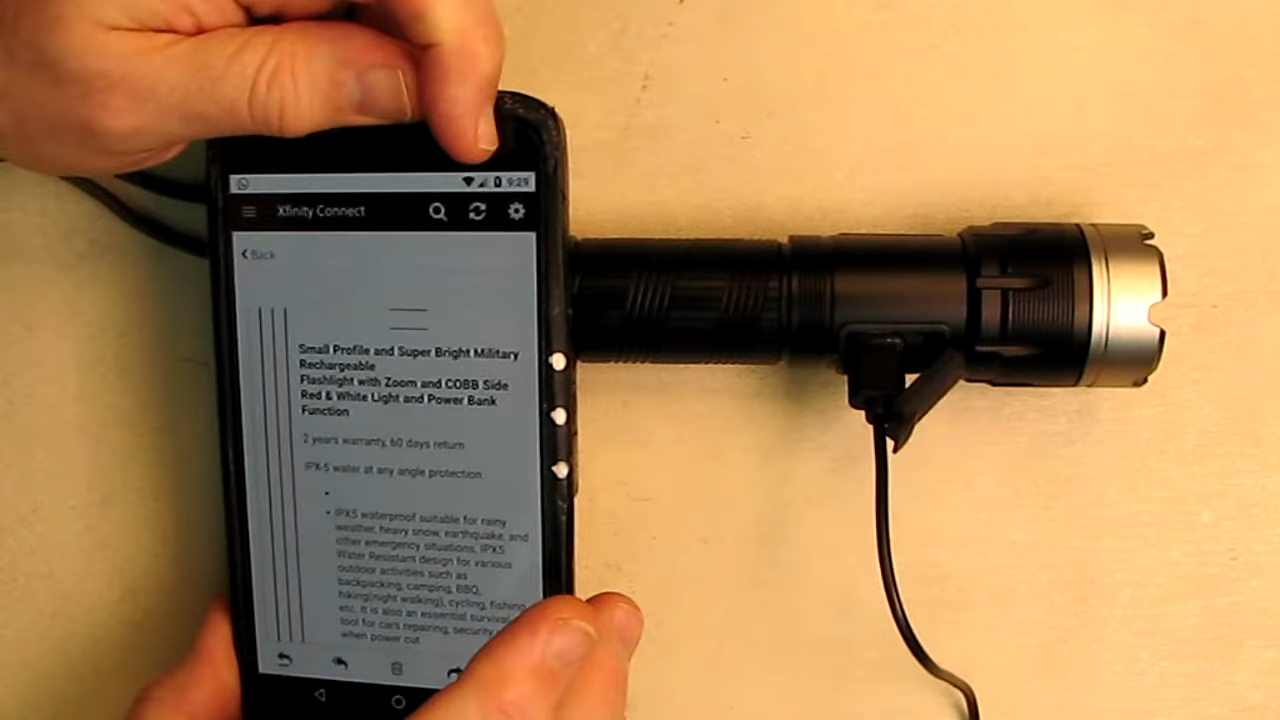 9:29
Xfinity Connect
Back
Small Profile and Super Bright Military
Rechargeable
Flashlight with Zoom and COBB Side
Red & White Light and Power Bank
Function
2 years warranty, 60 days return
IPX-5 water at any angle protection
• IPX5 waterproof suitable for rainy
weather, heavy snow, earthquake, and
other emergency situations, IPX5
Water Resistant design for various
outdoor activities such as
backpacking, camping, BBQ,
hiking(night walking), cycling, fishing
etc. It is also an essential survival
tool for cars repairing, security
when power cut